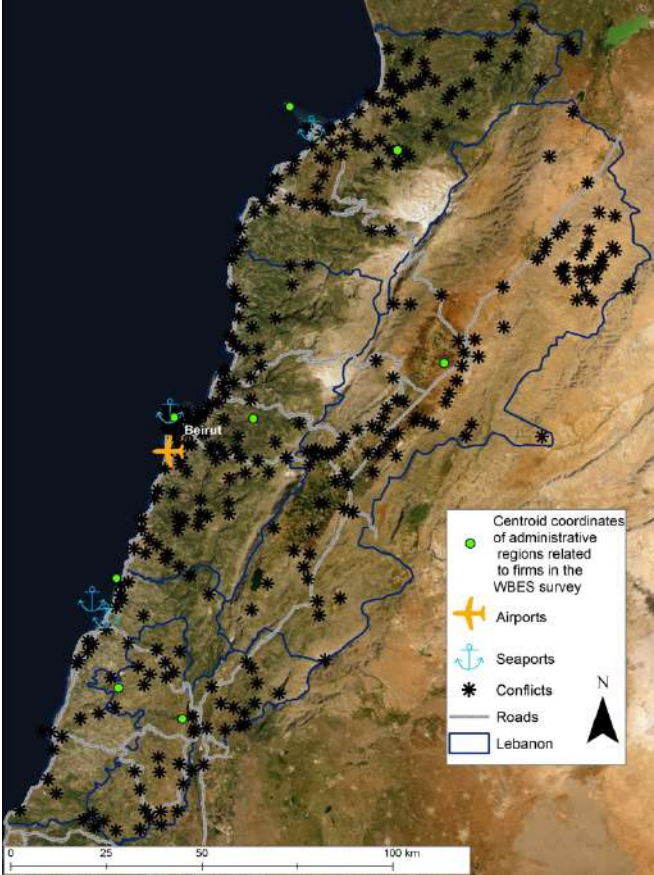 Beirut
Centroid coordinates
of administrative
regions related
to firms in the
WBES survey
Airports
Seaports
Conflicts
Roads
Lebanon
N
0 25 50 100 km